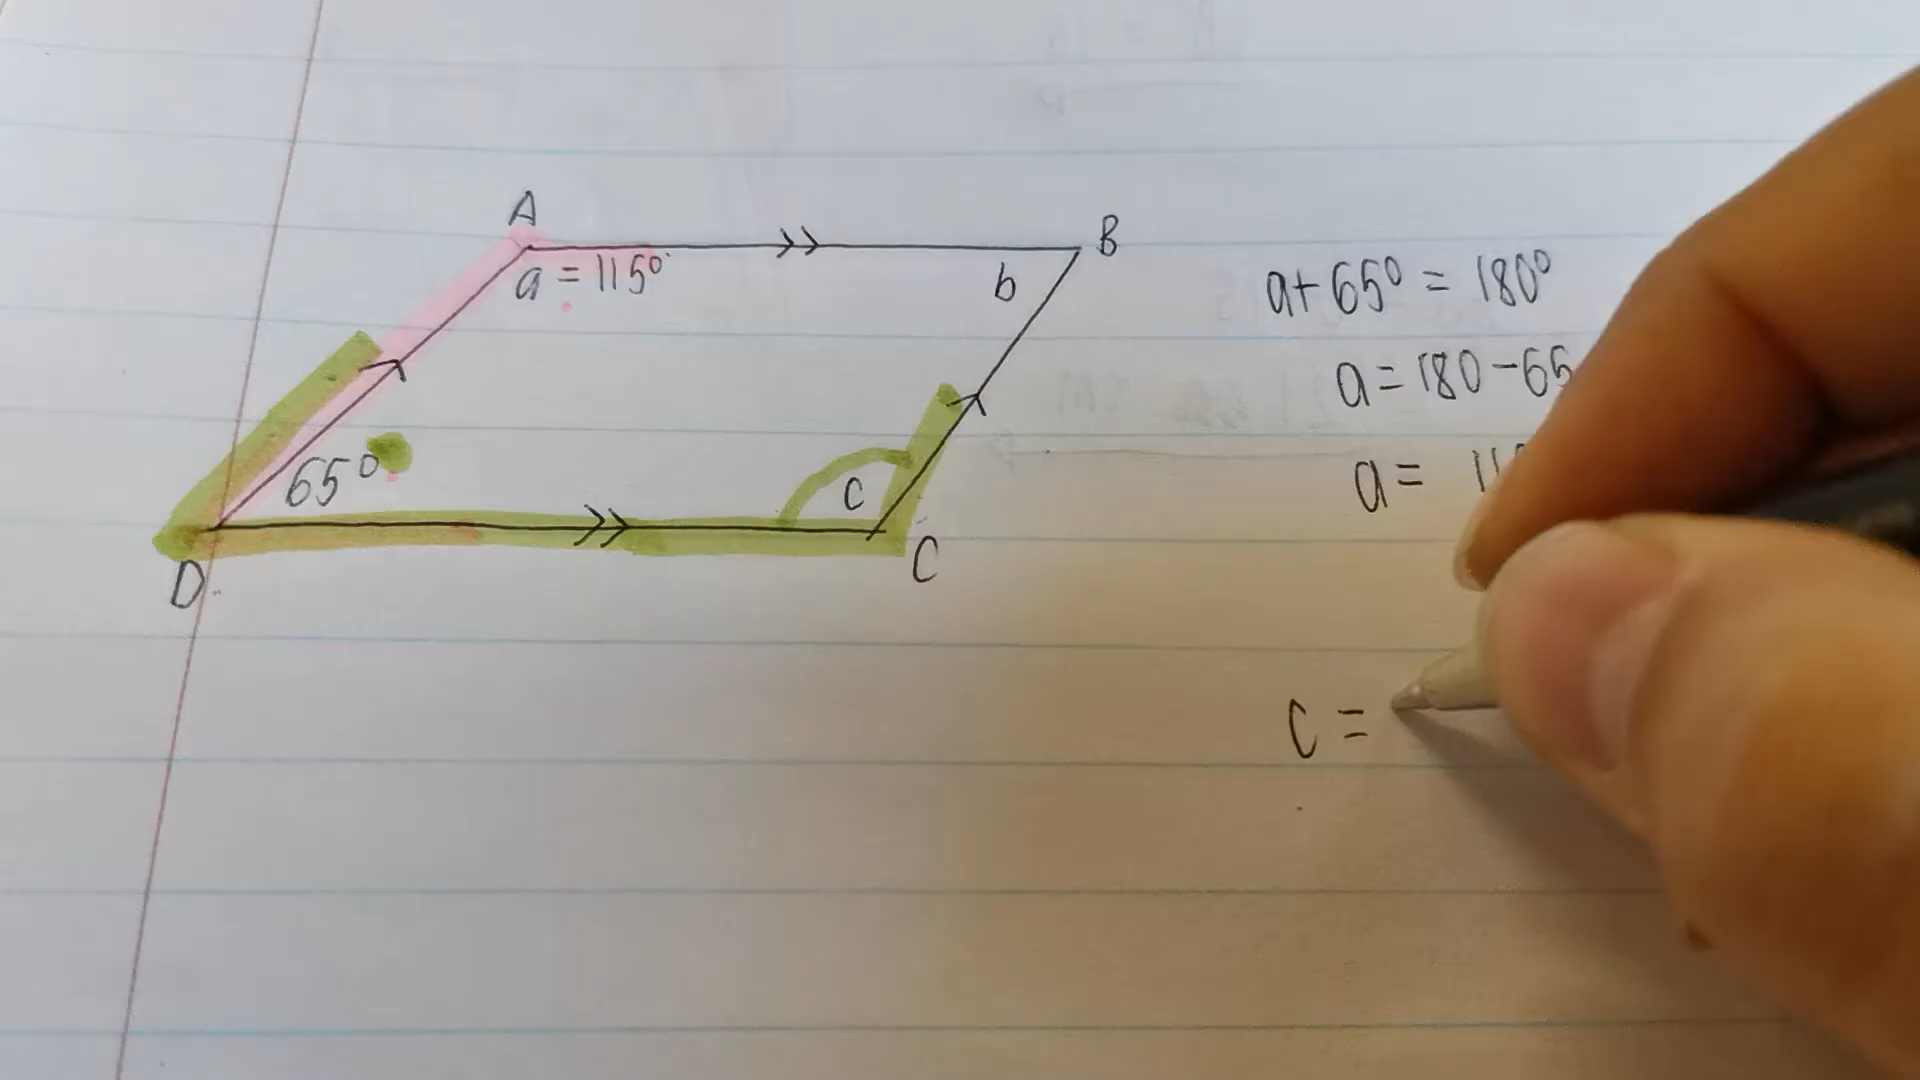 A
B
a = 115°
b
65°
c
D
C
a+65° = 180°
a = 180 - 65
a =
c =